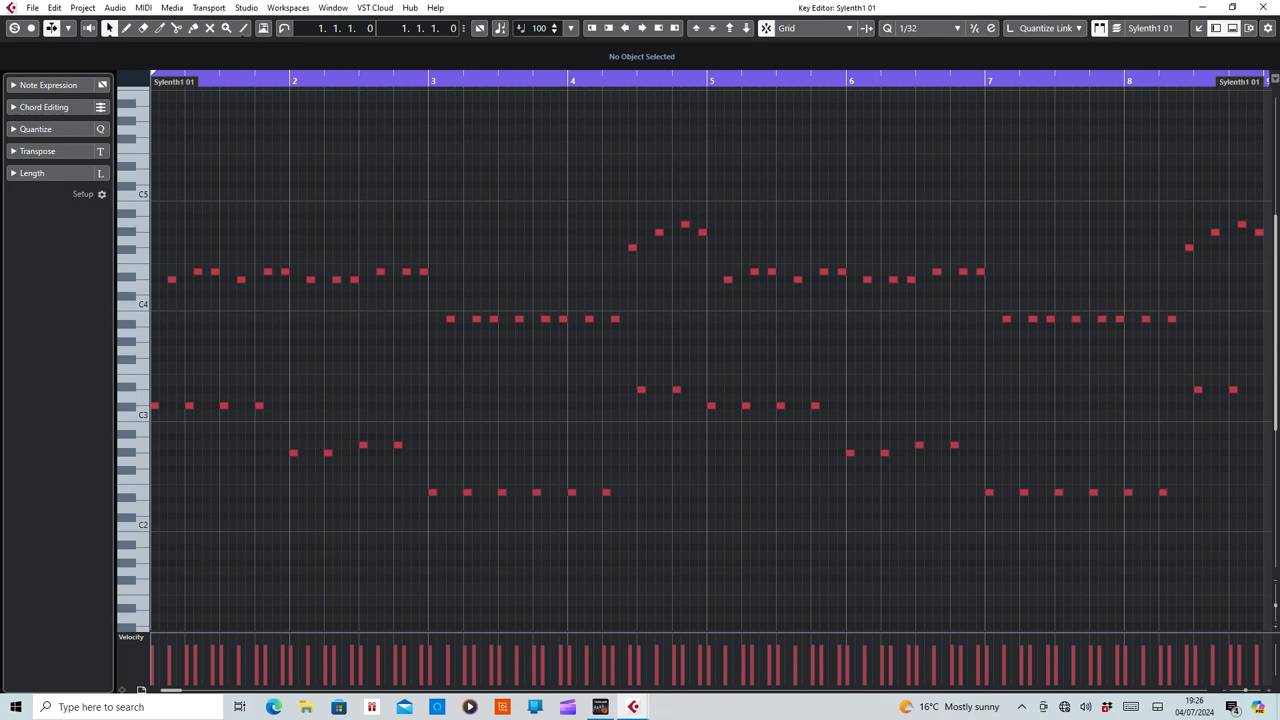 File Edit Project Audio MIDI Media Transport Studio Workspaces Window VST Cloud Hub Help
Key Editor: Sylenth1 01
1. 1. 1. 0
1. 1. 1. 0
100
Grid
Q 1/32
Quantize Link
Sylenth1 01
No Object Selected
Sylenth1 01
2 3 4 5 6 7 8
Sylenth1 01
9
Note Expression
Chord Editing
Quantize Q
Transpose T
Length L
Setup
C5
C4
C3
C2
Velocity
Type here to search
16°C Mostly sunny
19:26
04/07/2024
4